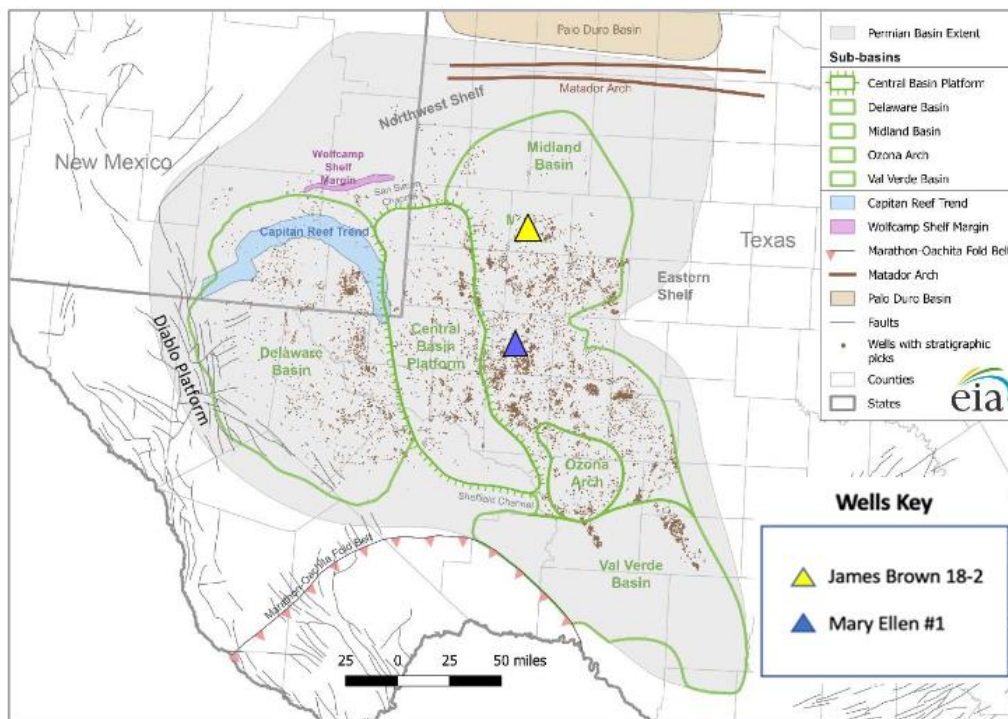 Palo Duro Basin
Matador Arch
Northwest Shelf
New Mexico
Wolfcamp
Shelf
Margin
Midland
Basin
Capitan Reef Trend
Texas
Eastern
Shelf
Diablo Platform
Delaware
Basin
Central
Basin
Platform
Ozona
Arch
Sheffield Channel
Val Verde
Basin
Marathon-Oachita Fold Belt
25 0 25 50 miles
Permian Basin Extent
Sub-basins
Central Basin Platform
Delaware Basin
Midland Basin
Ozona Arch
Val Verde Basin
Capitan Reef Trend
Wolfcamp Shelf Margin
Marathon-Oachita Fold Bel
Matador Arch
Palo Duro Basin
Faults
Wells with stratigraphic
picks
Counties
States
eia
Wells Key
James Brown 18-2
Mary Ellen #1